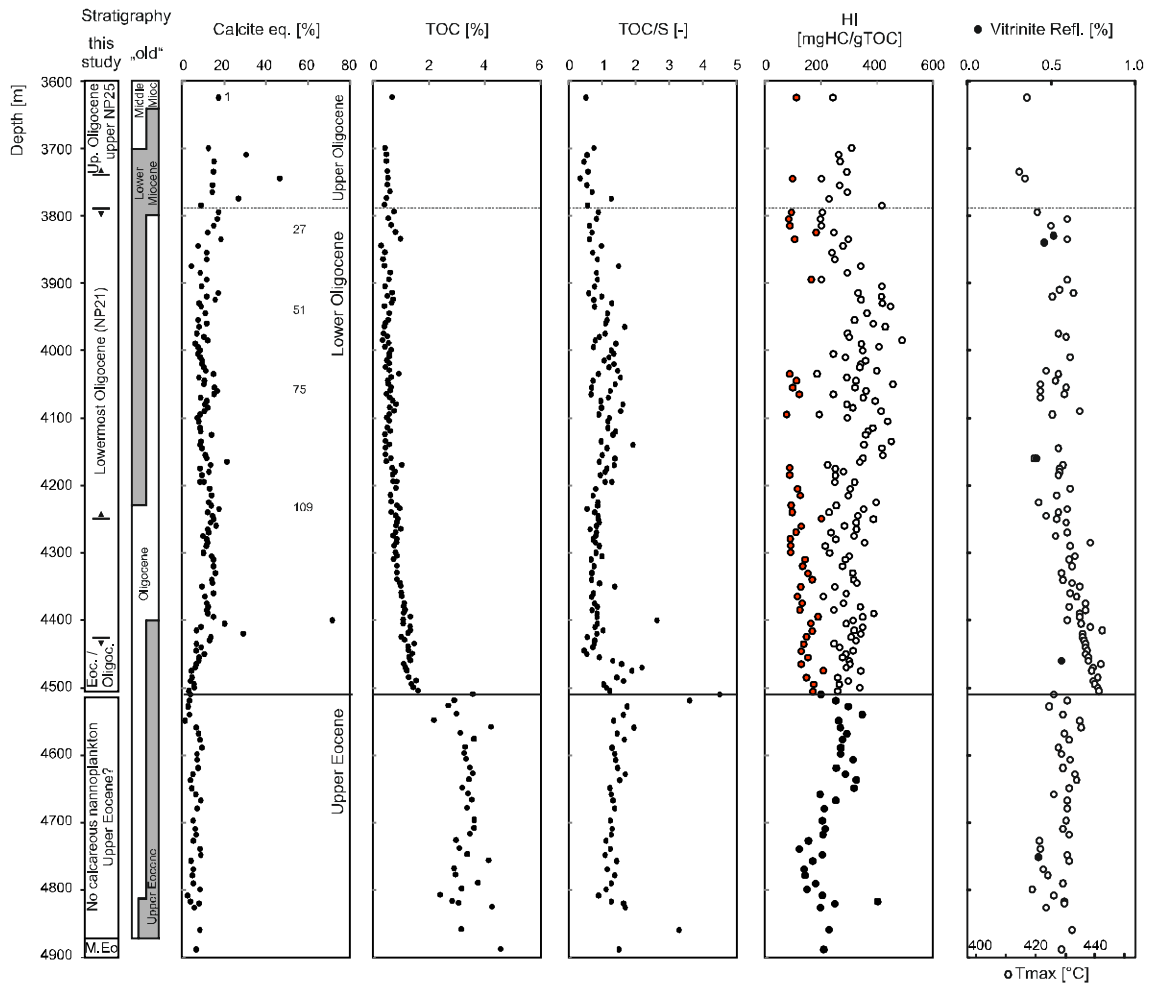 Stratigraphy
this
study
„old“
Calcite eq. [%]
TOC [%]
TOC/S [-]
HI
[mgHC/gTOC]
● Vitrinite Refl. [%]
0 20 40 60 80
0 2 4 6
0 1 2 3 4 5
0 200 400 600
0.0 0.5 1.0
Depth [m]
3600
3700
3800
3900
4000
4100
4200
4300
4400
4500
4600
4700
4800
4900
Up. Oligocene
upper NP25
Lowermost Oligocene (NP21)
Eoc. /
Oligoc.
No calcareous nannoplankton
Upper Eocene?
M.Eo
Middle
Mioc
Lower
Miocene
Oligocene
Upper Eocene
1
27
51
75
109
Upper Oligocene
Lower Oligocene
Upper Eocene
400 420 440
o Tmax [°C]